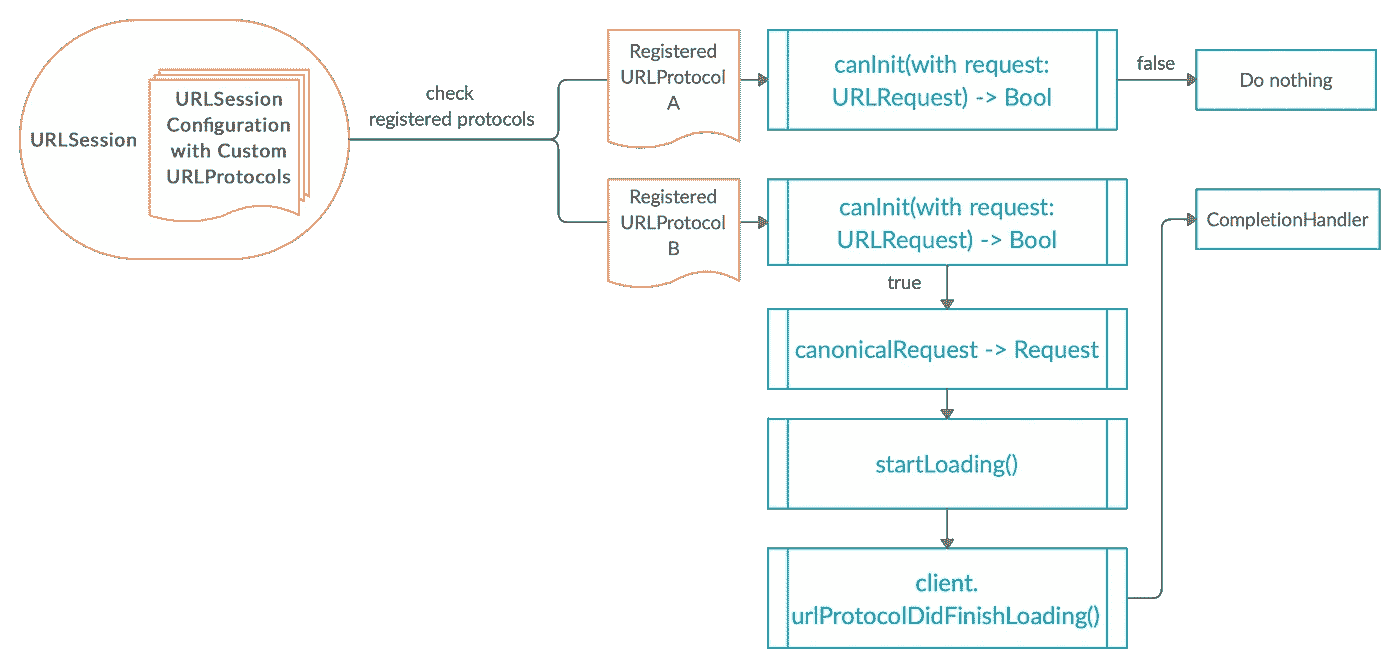 URLSession
URLSession
Configuration
with Custom
URLProtocols
check
registered protocols
Registered
URLProtocol
A
canInit(with request:
URLRequest) -> Bool
false
Do nothing
Registered
URLProtocol
B
canInit(with request:
URLRequest) -> Bool
true
CompletionHandler
canonicalRequest -> Request
startLoading()
client.
urlProtocolDidFinishLoading()